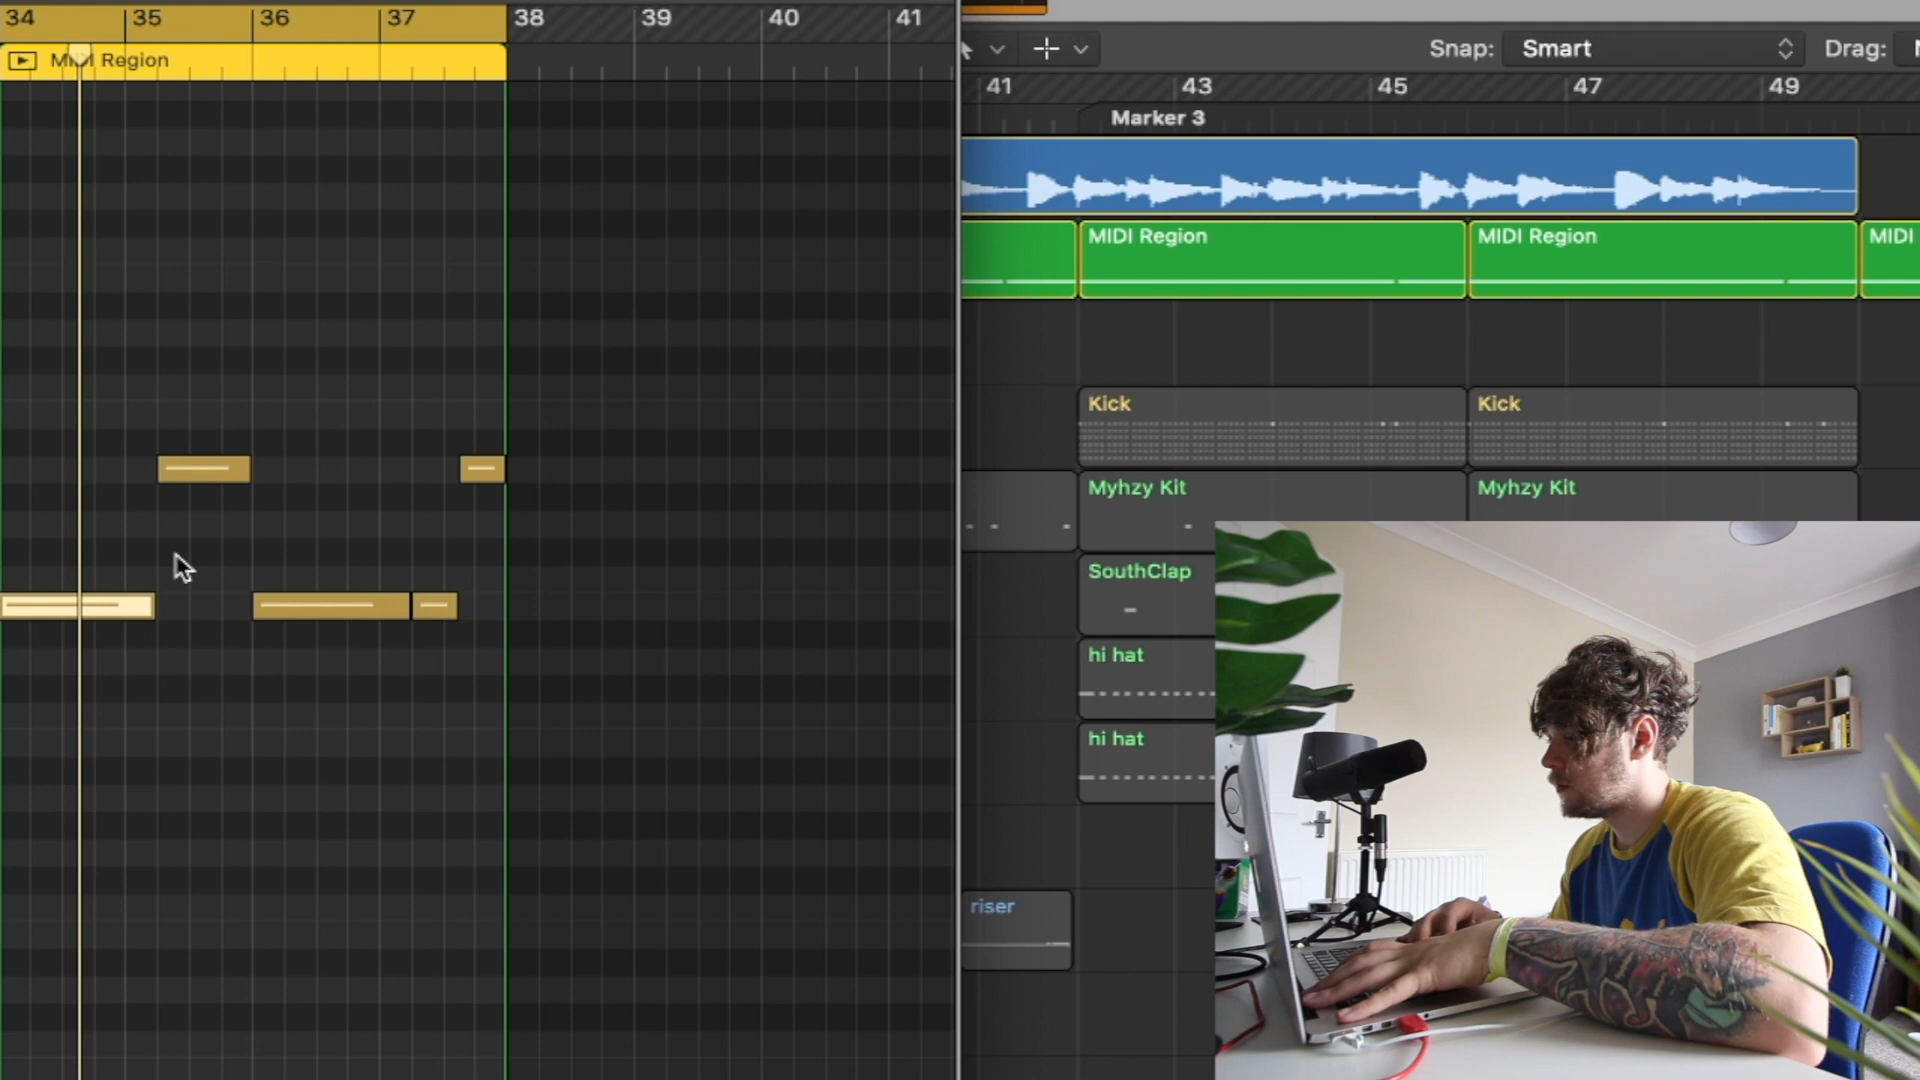 34 35 36 37 38 39 40 41
MIDI Region
Snap: Smart Drag:
41 43 45 47 49
Marker 3
MIDI Region MIDI Region MIDI
Kick Kick
Myhzy Kit Myhzy Kit
SouthClap
hi hat
hi hat
riser